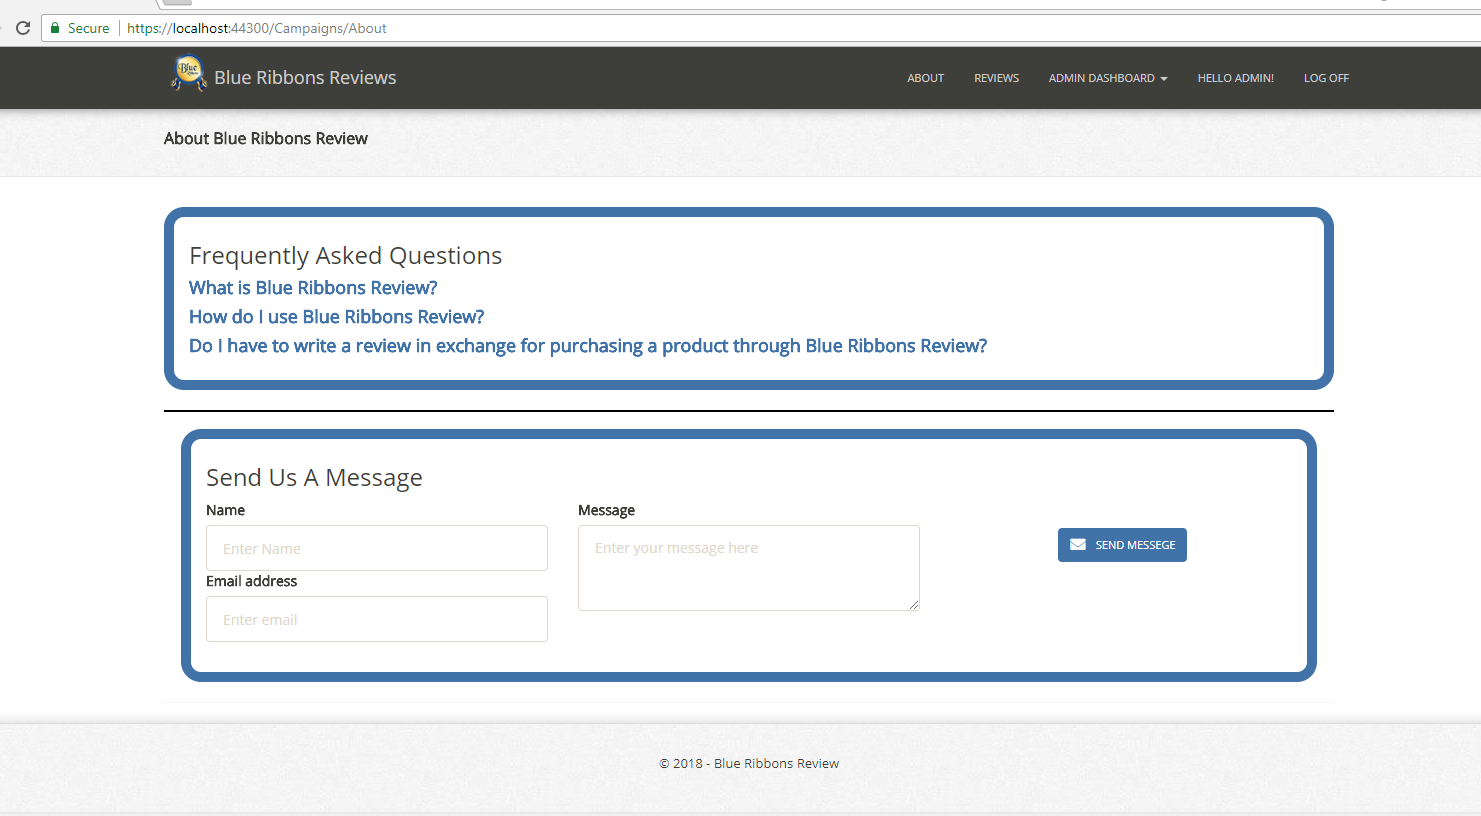 Secure https://localhost:44300/Campaigns/About
Blue Ribbons Reviews ABOUT REVIEWS ADMIN DASHBOARD HELLO ADMIN! LOG OFF
About Blue Ribbons Review
Frequently Asked Questions
What is Blue Ribbons Review?
How do I use Blue Ribbons Review?
Do I have to write a review in exchange for purchasing a product through Blue Ribbons Review?
Send Us A Message
Name
Enter Name
Email address
Enter email
Message
Enter your message here
SEND MESSEGE
© 2018 - Blue Ribbons Review